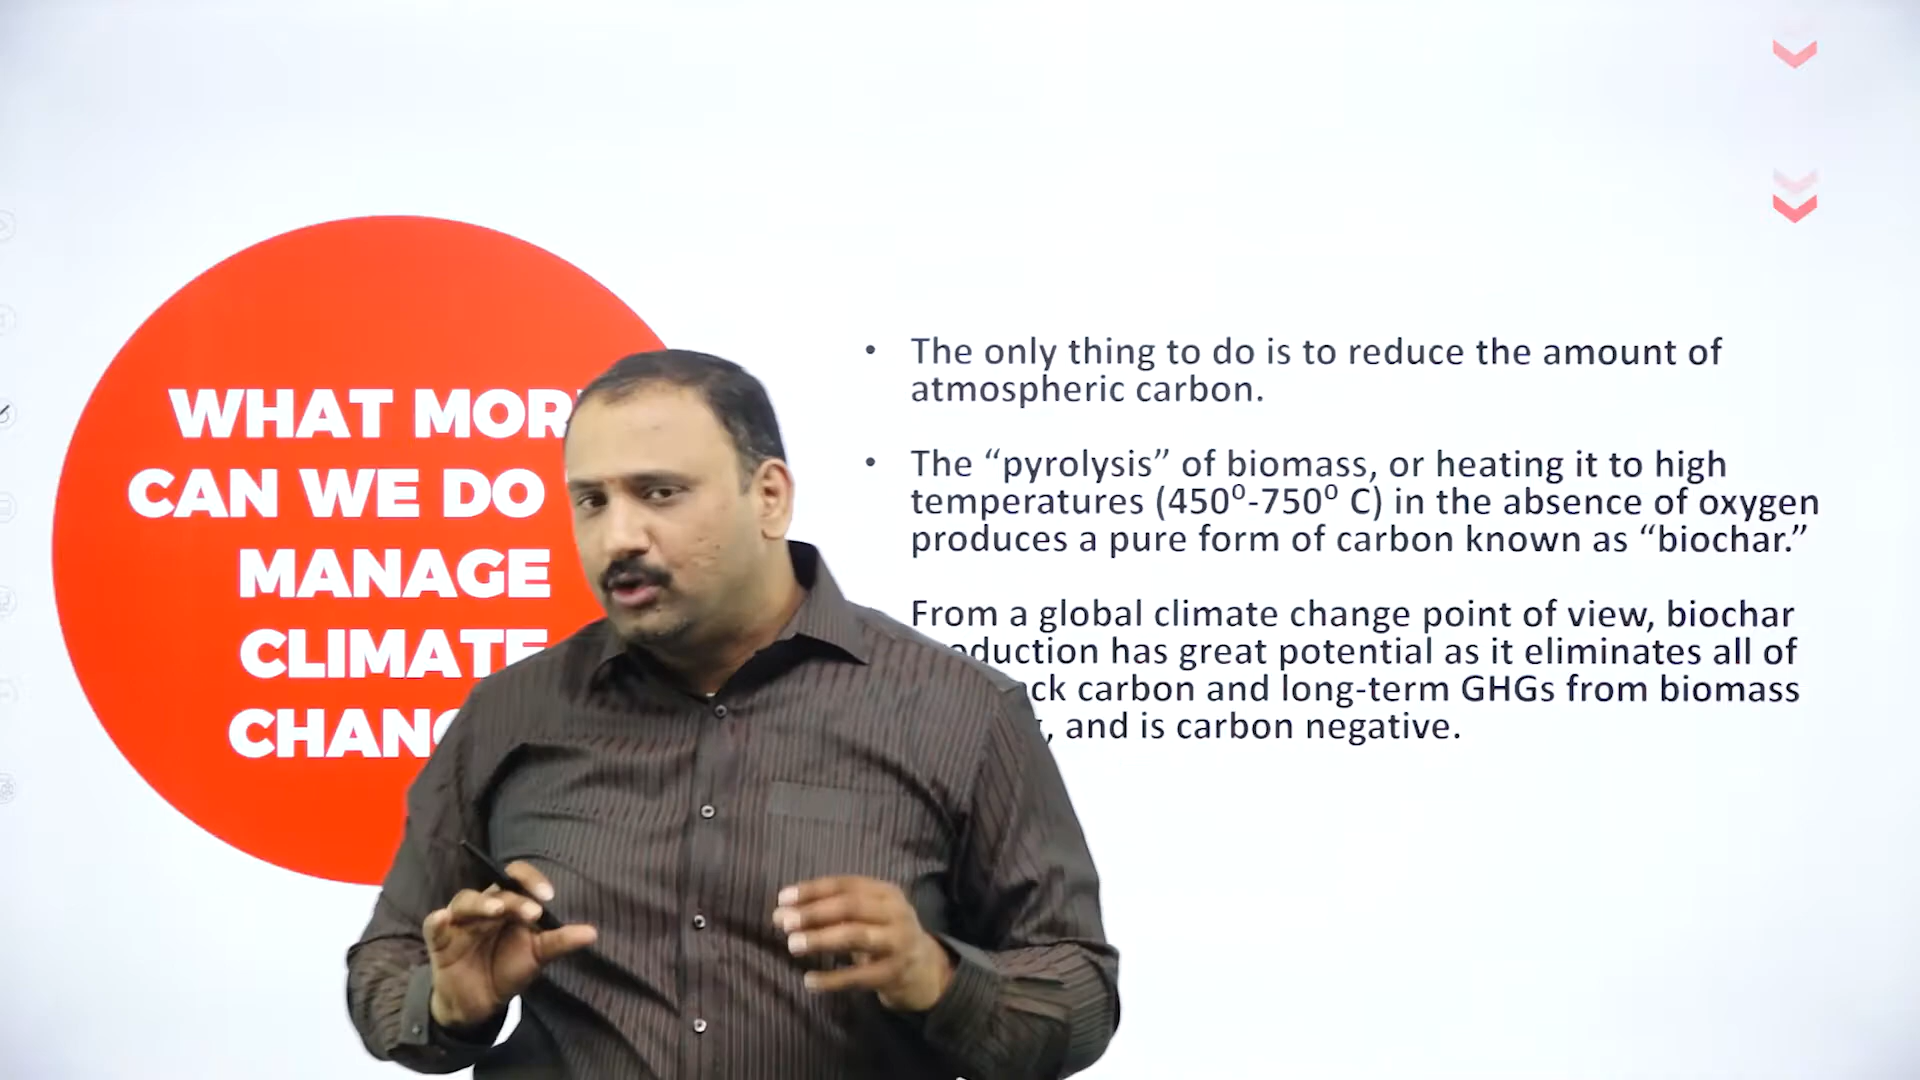 WHAT MOR
CAN WE DO
MANAGE
CLIMATE
CHANG
• The only thing to do is to reduce the amount of
atmospheric carbon.
• The “pyrolysis” of biomass, or heating it to high
temperatures (450⁰-750⁰ C) in the absence of oxygen
produces a pure form of carbon known as “biochar.”
From a global climate change point of view, biochar
oduction has great potential as it eliminates all of
ck carbon and long-term GHGs from biomass
, and is carbon negative.